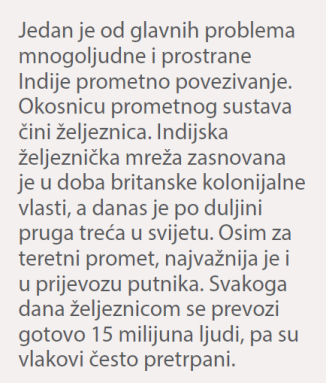 Jedan je od glavnih problema
mnogoljudne i prostrane
Indije prometno povezivanje.
Okosnicu prometnog sustava
čini željeznica. Indijska
željeznička mreža zasnovana
je u doba britanske kolonijalne
vlasti, a danas je po duljini
pruga treća u svijetu. Osim za
teretni promet, najvažnija je i
u prijevozu putnika. Svakoga
dana željeznicom se prevozi
gotovo 15 milijuna ljudi, pa su
vlakovi često pretrpani.